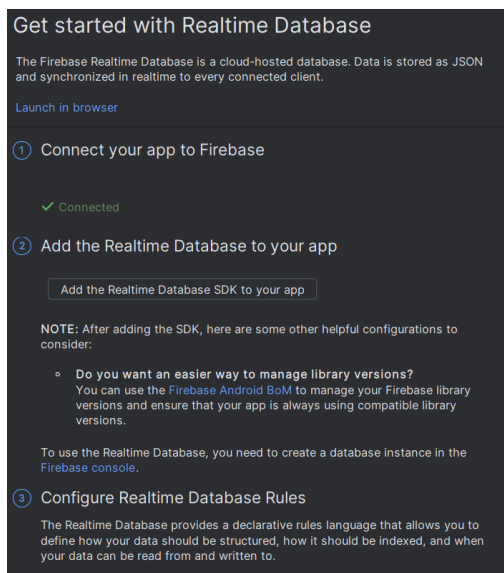 Get started with Realtime Database
The Firebase Realtime Database is a cloud-hosted database. Data is stored as JSON
and synchronized in realtime to every connected client.
Launch in browser
1 Connect your app to Firebase
✓ Connected
2 Add the Realtime Database to your app
Add the Realtime Database SDK to your app
NOTE: After adding the SDK, here are some other helpful configurations to
consider:
◦ Do you want an easier way to manage library versions?
You can use the Firebase Android BoM to manage your Firebase library
versions and ensure that your app is always using compatible library
versions.
To use the Realtime Database, you need to create a database instance in the
Firebase console.
3 Configure Realtime Database Rules
The Realtime Database provides a declarative rules language that allows you to
define how your data should be structured, how it should be indexed, and when
your data can be read from and written to.